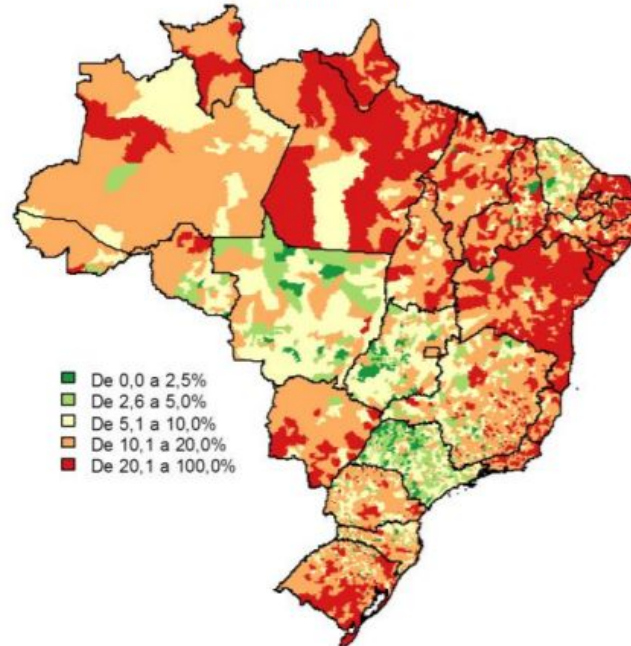 De 0,0 a 2,5%
De 2,6 a 5,0%
De 5,1 a 10,0%
De 10,1 a 20,0%
De 20,1 a 100,0%